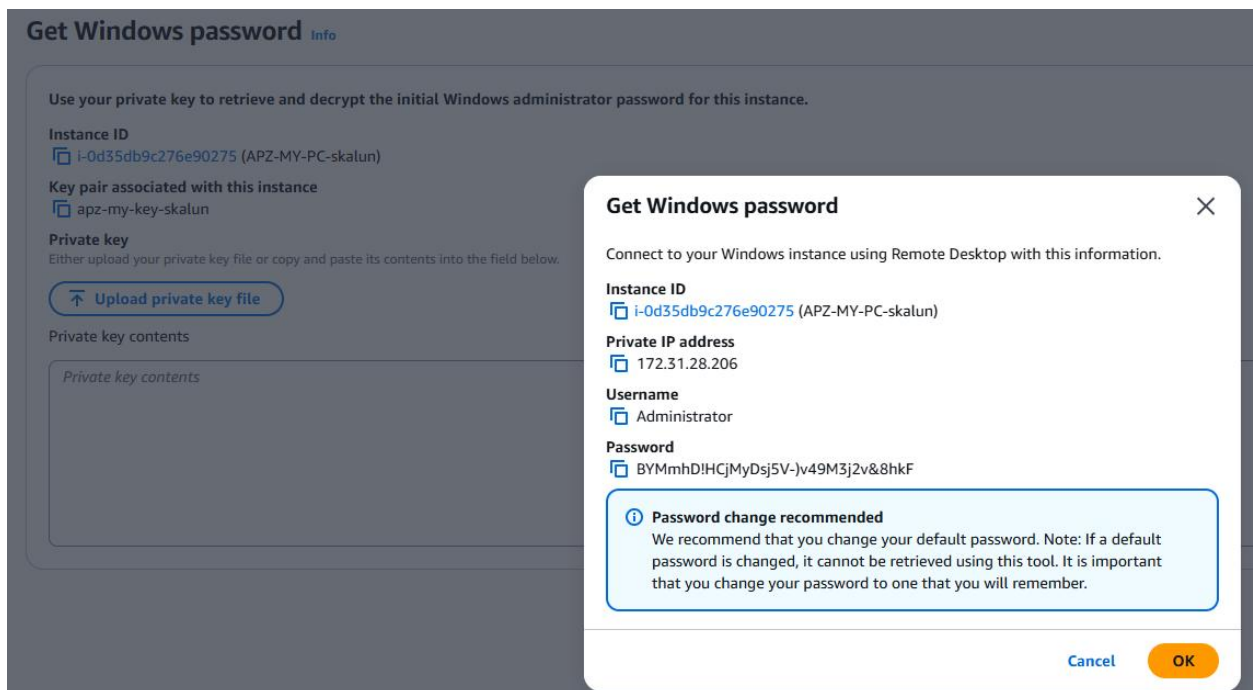 Get Windows password Info
Use your private key to retrieve and decrypt the initial Windows administrator password for this instance.
Instance ID
i-0d35db9c276e90275 (APZ-MY-PC-skalun)
Key pair associated with this instance
apz-my-key-skalun
Private key
Either upload your private key file or copy and paste its contents into the field below.
Upload private key file
Private key contents
Private key contents
Get Windows password
Connect to your Windows instance using Remote Desktop with this information.
Instance ID
i-0d35db9c276e90275 (APZ-MY-PC-skalun)
Private IP address
172.31.28.206
Username
Administrator
Password
BYMmhD!HCjMyDsj5V-)v49M3j2v&8hkF
Password change recommended
We recommend that you change your default password. Note: If a default
password is changed, it cannot be retrieved using this tool. It is important
that you change your password to one that you will remember.
Cancel
OK